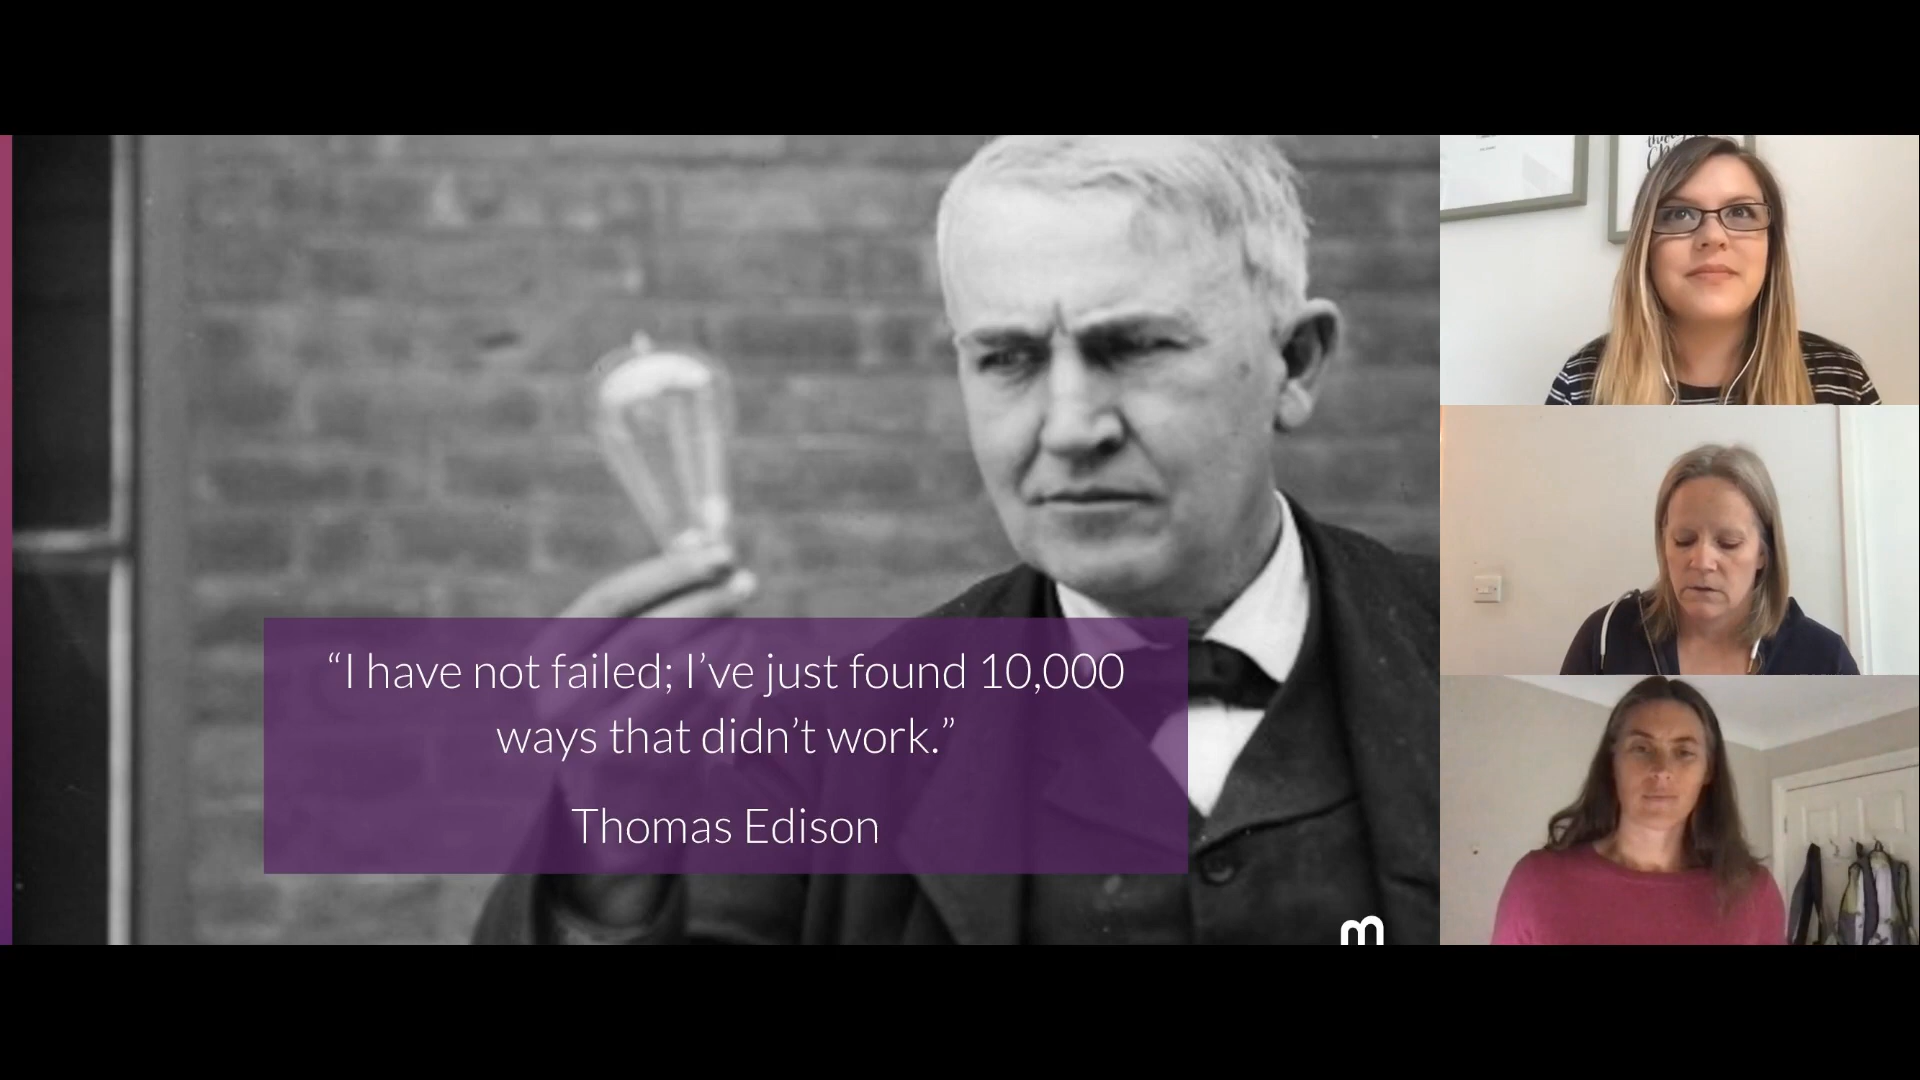 “I have not failed; I’ve just found 10,000
ways that didn’t work.”
Thomas Edison
m